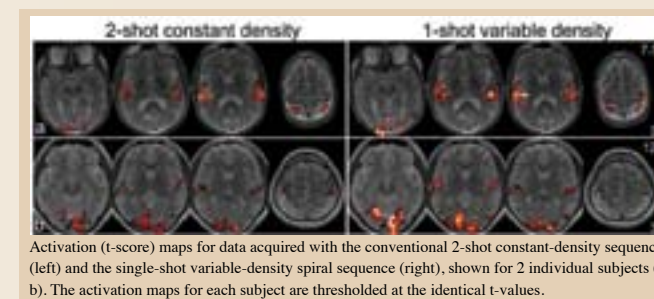 2-shot constant density 1-shot variable density
a
b
Activation (t-score) maps for data acquired with the conventional 2-shot constant-density sequenc
(left) and the single-shot variable-density spiral sequence (right), shown for 2 individual subjects (
b). The activation maps for each subject are thresholded at the identical t-values.